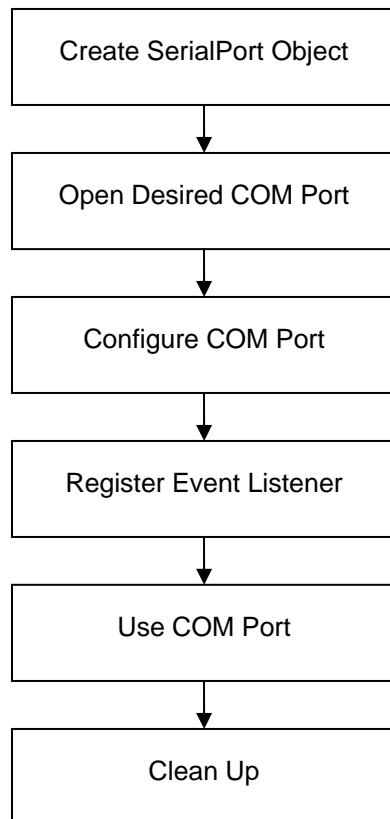 Create SerialPort Object
Open Desired COM Port
Configure COM Port
Register Event Listener
Use COM Port
Clean Up